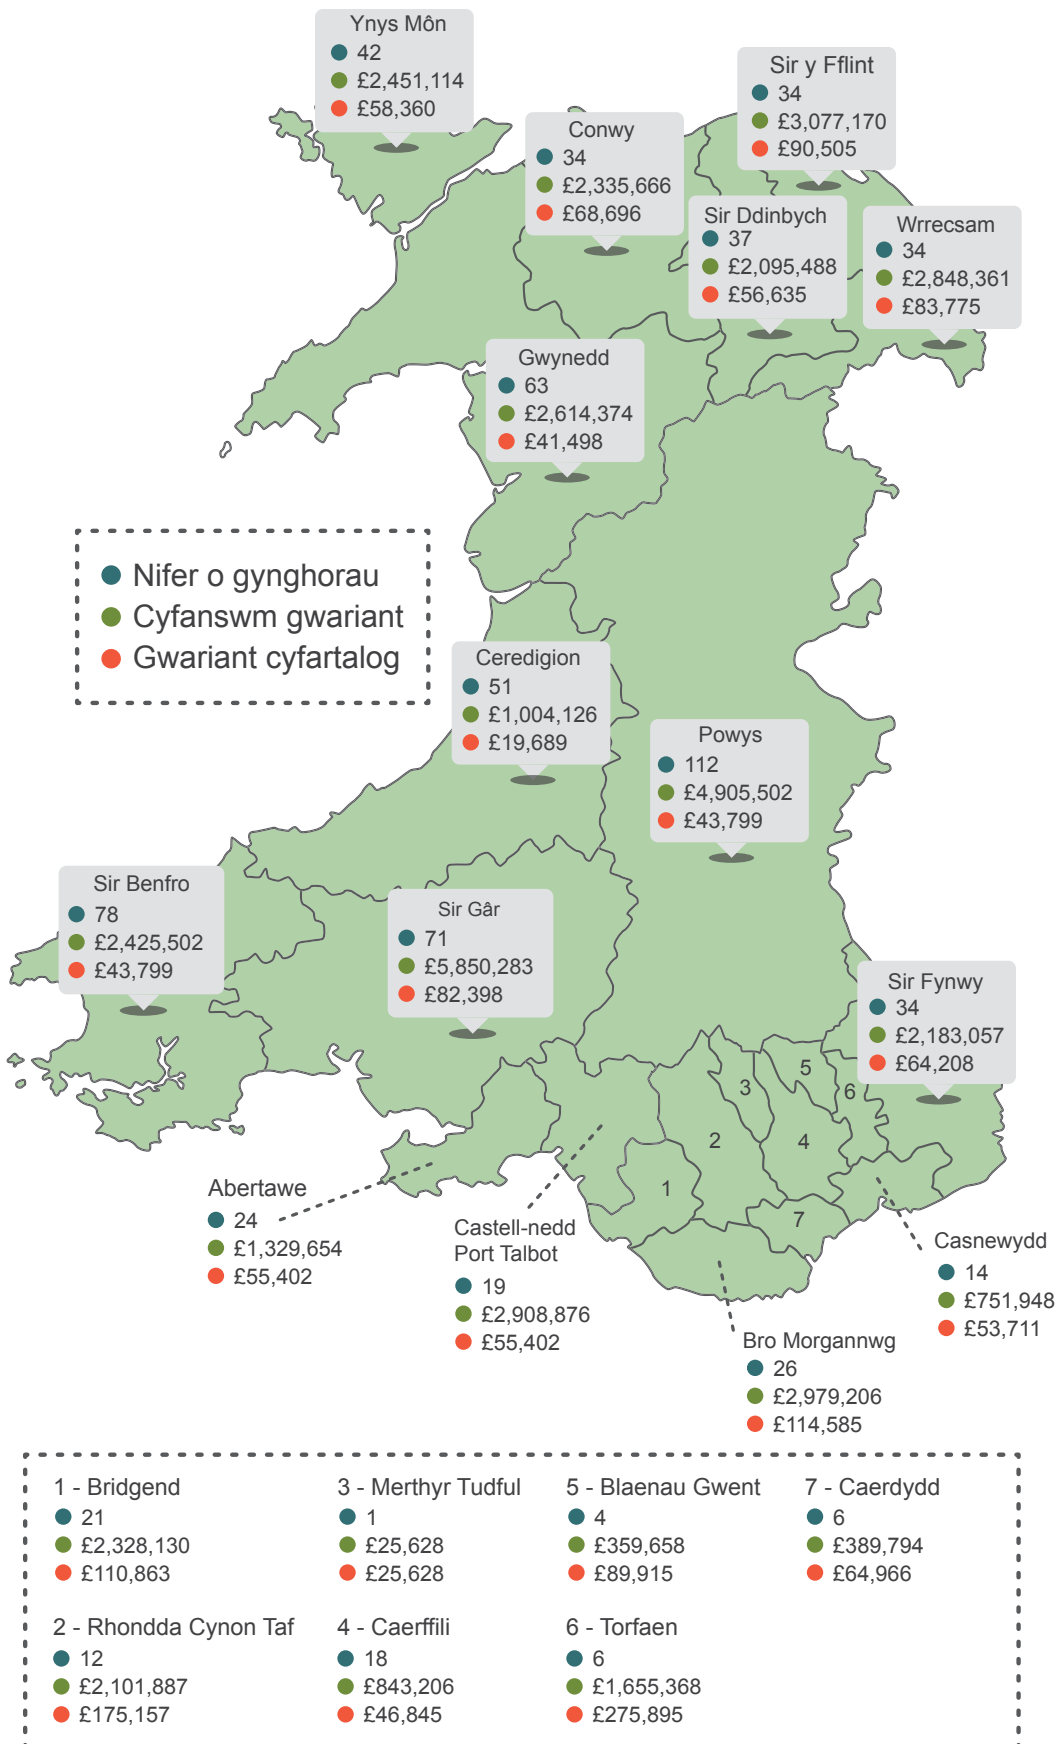 Ynys Môn
42
£2,451,114
£58,360
Sir y Fflint
34
£3,077,170
£90,505
Conwy
34
£2,335,666
£68,696
Sir Ddinbych
37
£2,095,488
£56,635
Wrrecsam
34
£2,848,361
£83,775
Gwynedd
63
£2,614,374
£41,498
Nifer o gynghorau
Cyfanswm gwariant
Gwariant cyfartalog
Ceredigion
51
£1,004,126
£19,689
Powys
112
£4,905,502
£43,799
Sir Benfro
78
£2,425,502
£43,799
Sir Gâr
71
£5,850,283
£82,398
Sir Fynwy
34
£2,183,057
£64,208
5
3
6
2
4
1
7
Abertawe
24
£1,329,654
£55,402
Castell-nedd
Port Talbot
19
£2,908,876
£55,402
Casnewydd
14
£751,948
£53,711
Bro Morgannwg
26
£2,979,206
£114,585
1 - Bridgend
21
£2,328,130
£110,863
3 - Merthyr Tudful
1
£25,628
£25,628
5 - Blaenau Gwent
4
£359,658
£89,915
7 - Caerdydd
6
£389,794
£64,966
2 - Rhondda Cynon Taf
12
£2,101,887
£175,157
4 - Caerffili
18
£843,206
£46,845
6 - Torfaen
6
£1,655,368
£275,895